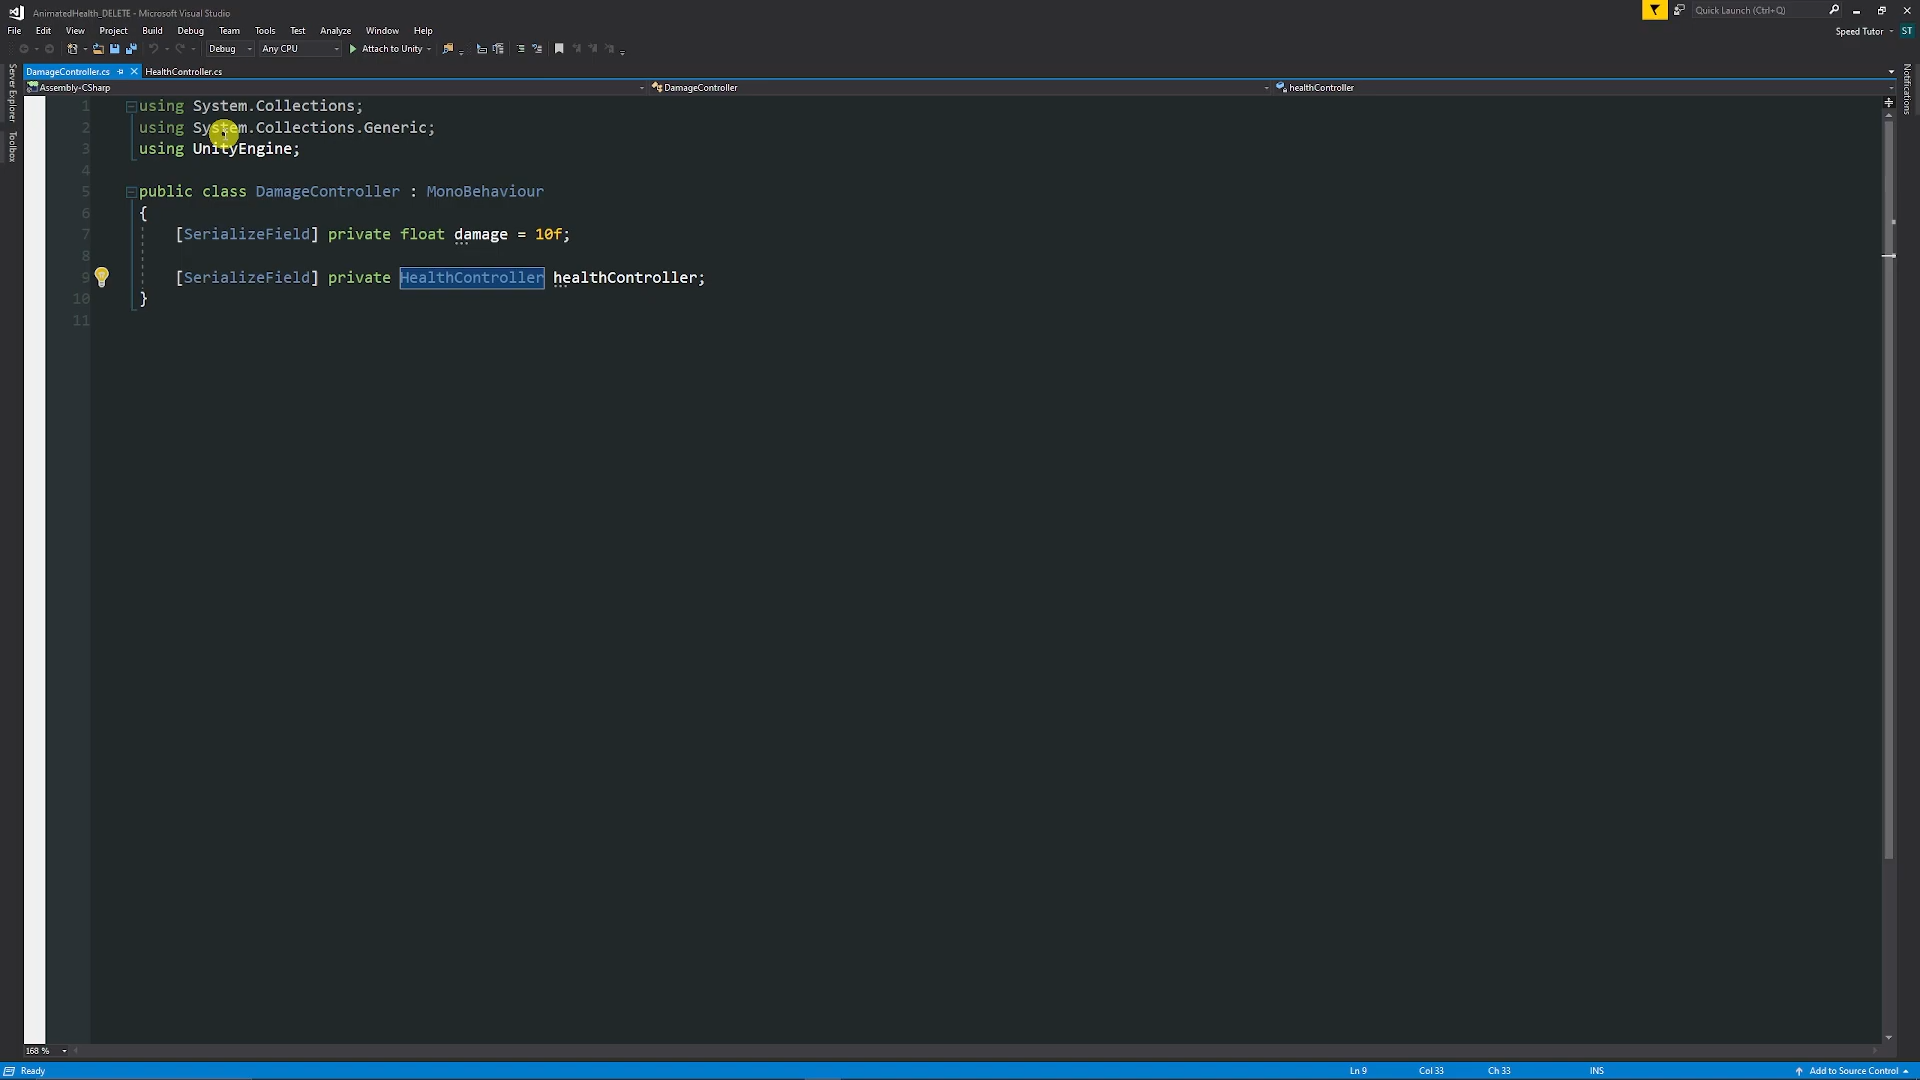 AnimatedHealth_DELETE - Microsoft Visual Studio
Quick Launch (Ctrl+Q)
File Edit View Project Build Debug Team Tools Test Analyze Window Help
Speed Tutor ST
Debug Any CPU Attach to Unity
DamageController.cs HealthController.cs
Assembly-CSharp DamageController healthController
Server Explorer
Toolbox
Notifications
1 using System.Collections;
2 using System.Collections.Generic;
3 using UnityEngine;
4
5 public class DamageController : MonoBehaviour
6 {
7 [SerializeField] private float damage = 10f;
8
9 [SerializeField] private HealthController healthController;
10 }
11
168 %
Ready Ln 9 Col 33 Ch 33 INS Add to Source Control